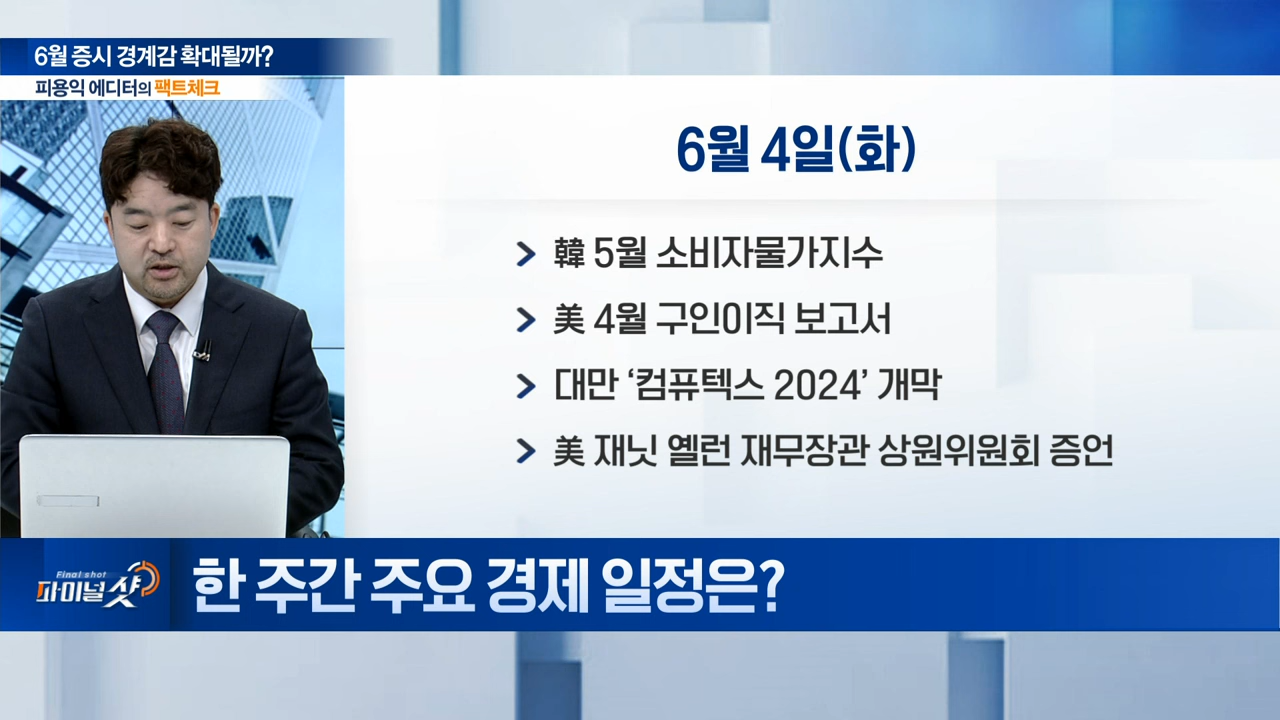 6월 증시 경계감 확대될까?
피용익 에디터의 팩트체크
6월 4일(화)
韓 5월 소비자물가지수
美 4월 구인이직 보고서
대만 ‘컴퓨텍스 2024’ 개막
美 재닛 옐런 재무장관 상원위원회 증언
Final shot
파이널샷
한 주간 주요 경제 일정은?